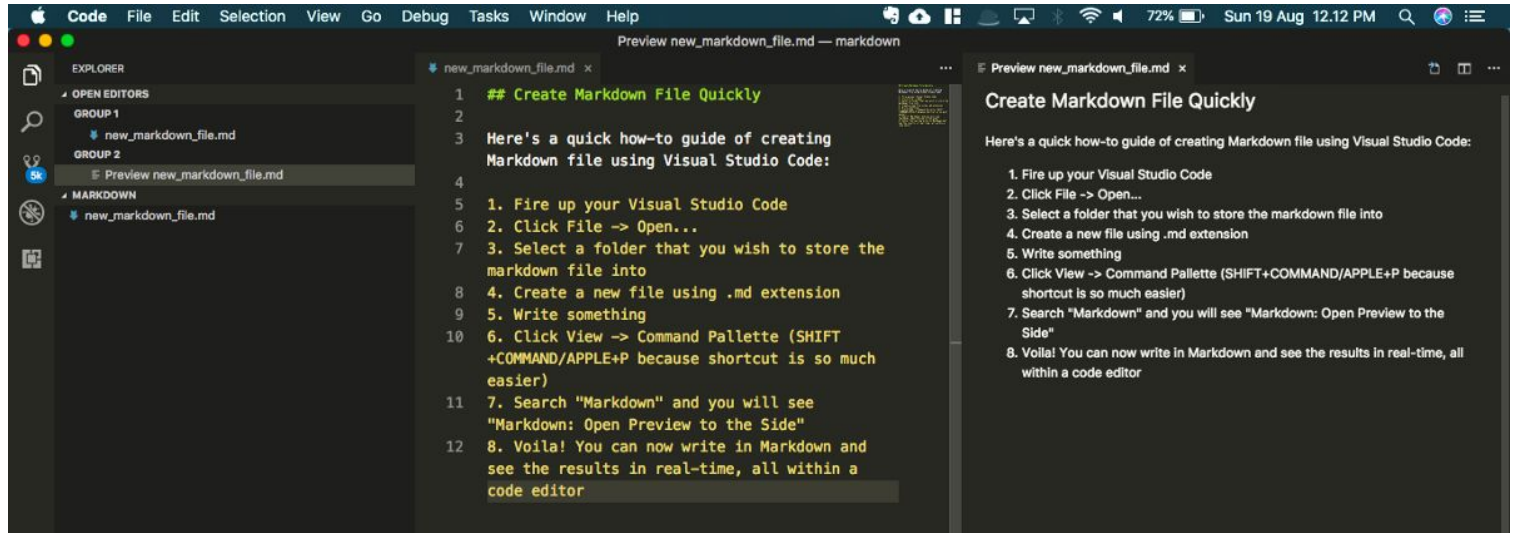 Code File Edit Selection View Go Debug Tasks Window Help 72% Sun 19 Aug 12.12 PM
Preview new_markdown_file.md — markdown
EXPLORER
OPEN EDITORS
GROUP 1
new_markdown_file.md
GROUP 2
Preview new_markdown_file.md
MARKDOWN
new_markdown_file.md
5k
new_markdown_file.md ×
1 ## Create Markdown File Quickly
2
3 Here's a quick how-to guide of creating
Markdown file using Visual Studio Code:
4
5 1. Fire up your Visual Studio Code
6 2. Click File -> Open...
7 3. Select a folder that you wish to store the
markdown file into
8 4. Create a new file using .md extension
9 5. Write something
10 6. Click View -> Command Pallette (SHIFT
+COMMAND/APPLE+P because shortcut is so much
easier)
11 7. Search "Markdown" and you will see
"Markdown: Open Preview to the Side"
12 8. Voila! You can now write in Markdown and
see the results in real-time, all within a
code editor
Preview new_markdown_file.md ×
Create Markdown File Quickly
Here's a quick how-to guide of creating Markdown file using Visual Studio Code:
1. Fire up your Visual Studio Code
2. Click File -> Open...
3. Select a folder that you wish to store the markdown file into
4. Create a new file using .md extension
5. Write something
6. Click View -> Command Pallette (SHIFT+COMMAND/APPLE+P because
shortcut is so much easier)
7. Search "Markdown" and you will see "Markdown: Open Preview to the
Side"
8. Voila! You can now write in Markdown and see the results in real-time, all
within a code editor